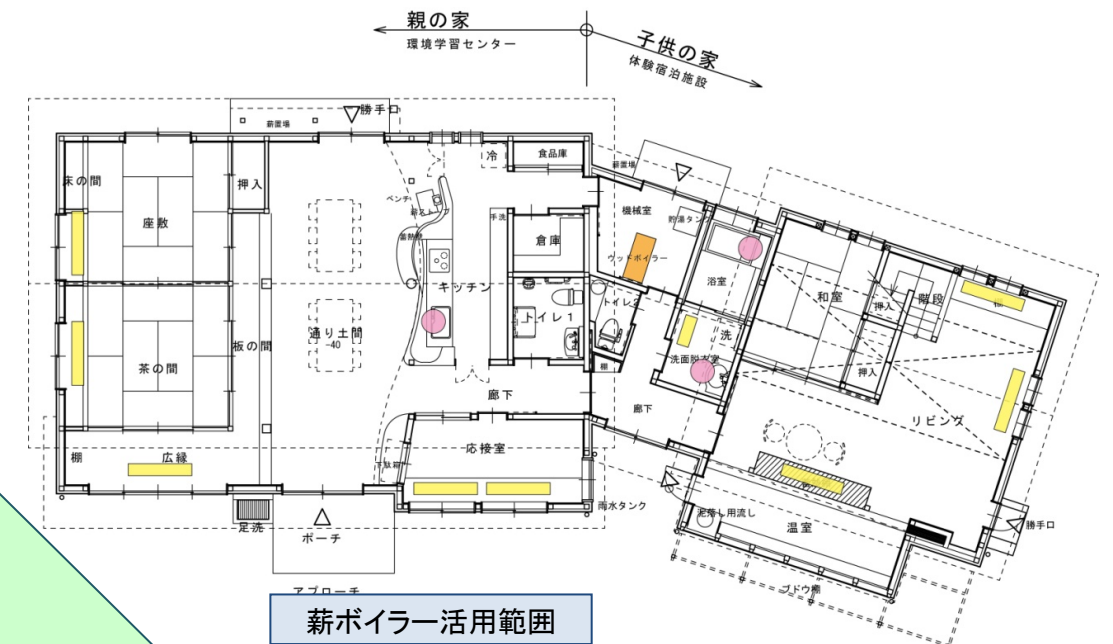 親の家
環境学習センター
子供の家
体験宿泊施設
勝手口
薪置場
床の間
座敷
押入
ベンチ
薪ストーブ
蓄熱壁
冷
食品庫
手洗
倉庫
薪置場
機械室
貯湯タンク
ウッドボイラー
浴室
和室
押入
階段
棚
キッチン
トイレ1
トイレ2
洗
洗面脱衣室
棚
押入
通り土間
-40
板の間
茶の間
廊下
廊下
リビング
応接室
下駄箱
棚
広縁
足洗
ポーチ
雨水タンク
泥落し用流し
温室
勝手口
ブドウ棚
アプローチ
薪ボイラー活用範囲